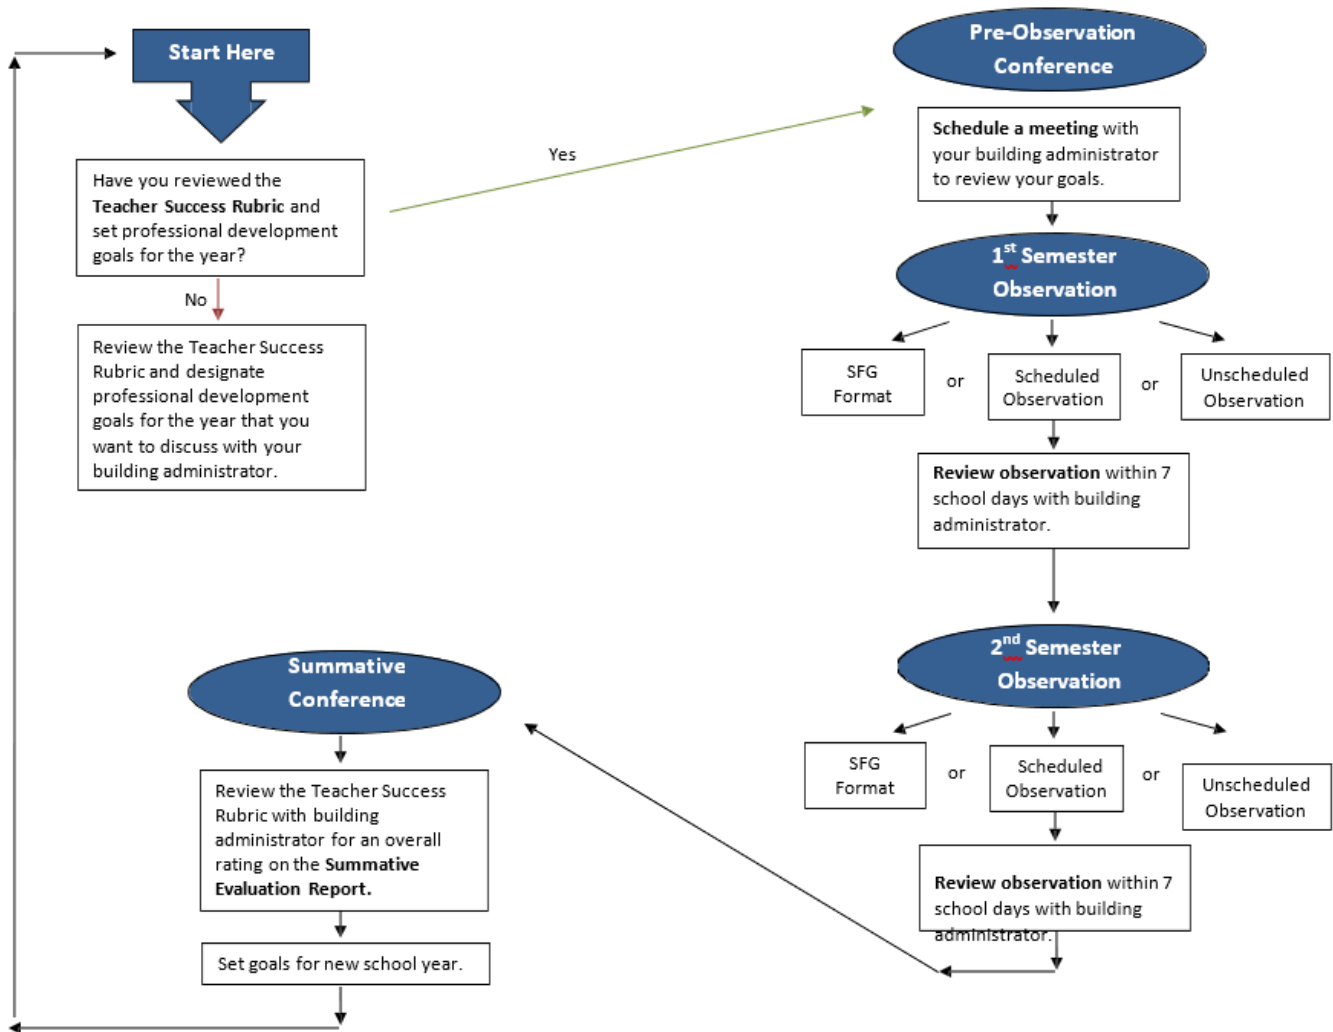 Start Here
Have you reviewed the
Teacher Success Rubric and
set professional development
goals for the year?
Yes
No
Review the Teacher Success
Rubric and designate
professional development
goals for the year that you
want to discuss with your
building administrator.
Pre-Observation
Conference
Schedule a meeting with
your building administrator
to review your goals.
1st Semester
Observation
SFG
Format
or
Scheduled
Observation
or
Unscheduled
Observation
Review observation within 7
school days with building
administrator.
2nd Semester
Observation
SFG
Format
or
Scheduled
Observation
or
Unscheduled
Observation
Review observation within 7
school days with building
administrator.
Summative
Conference
Review the Teacher Success
Rubric with building
administrator for an overall
rating on the Summative
Evaluation Report.
Set goals for new school year.